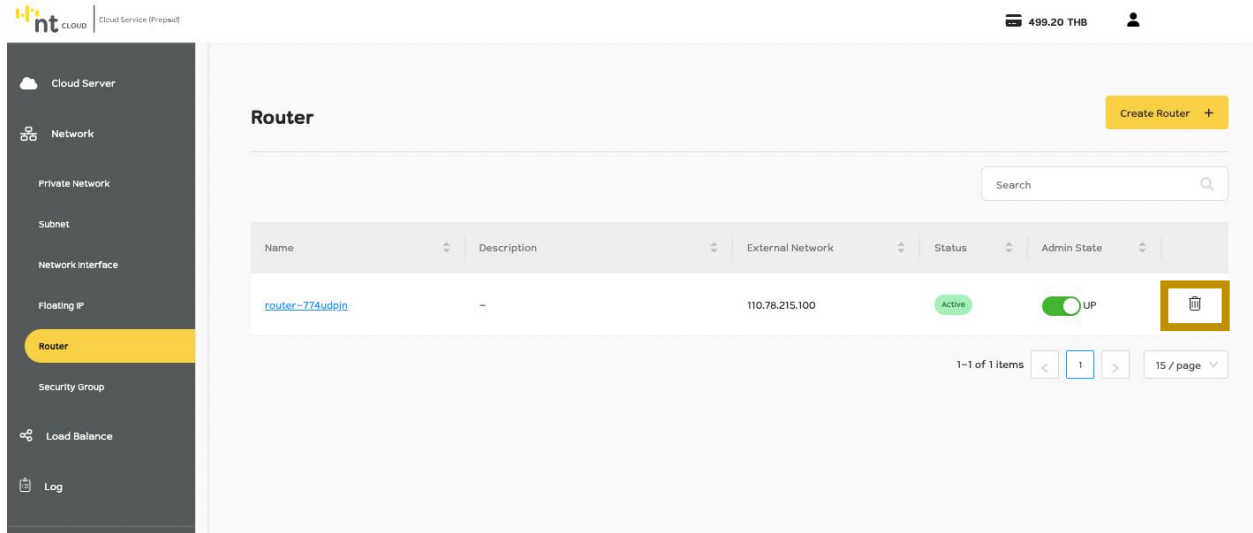 nt CLOUD Cloud Service (Prepaid)
499.20 THB
Cloud Server
Network
Private Network
Subnet
Network Interface
Floating IP
Router
Security Group
Load Balance
Log
Router
Create Router +
Search
Name Description External Network Status Admin State
router-774udpjn - 110.78.215.100 Active UP
1-1 of 1 items < 1 > 15 / page